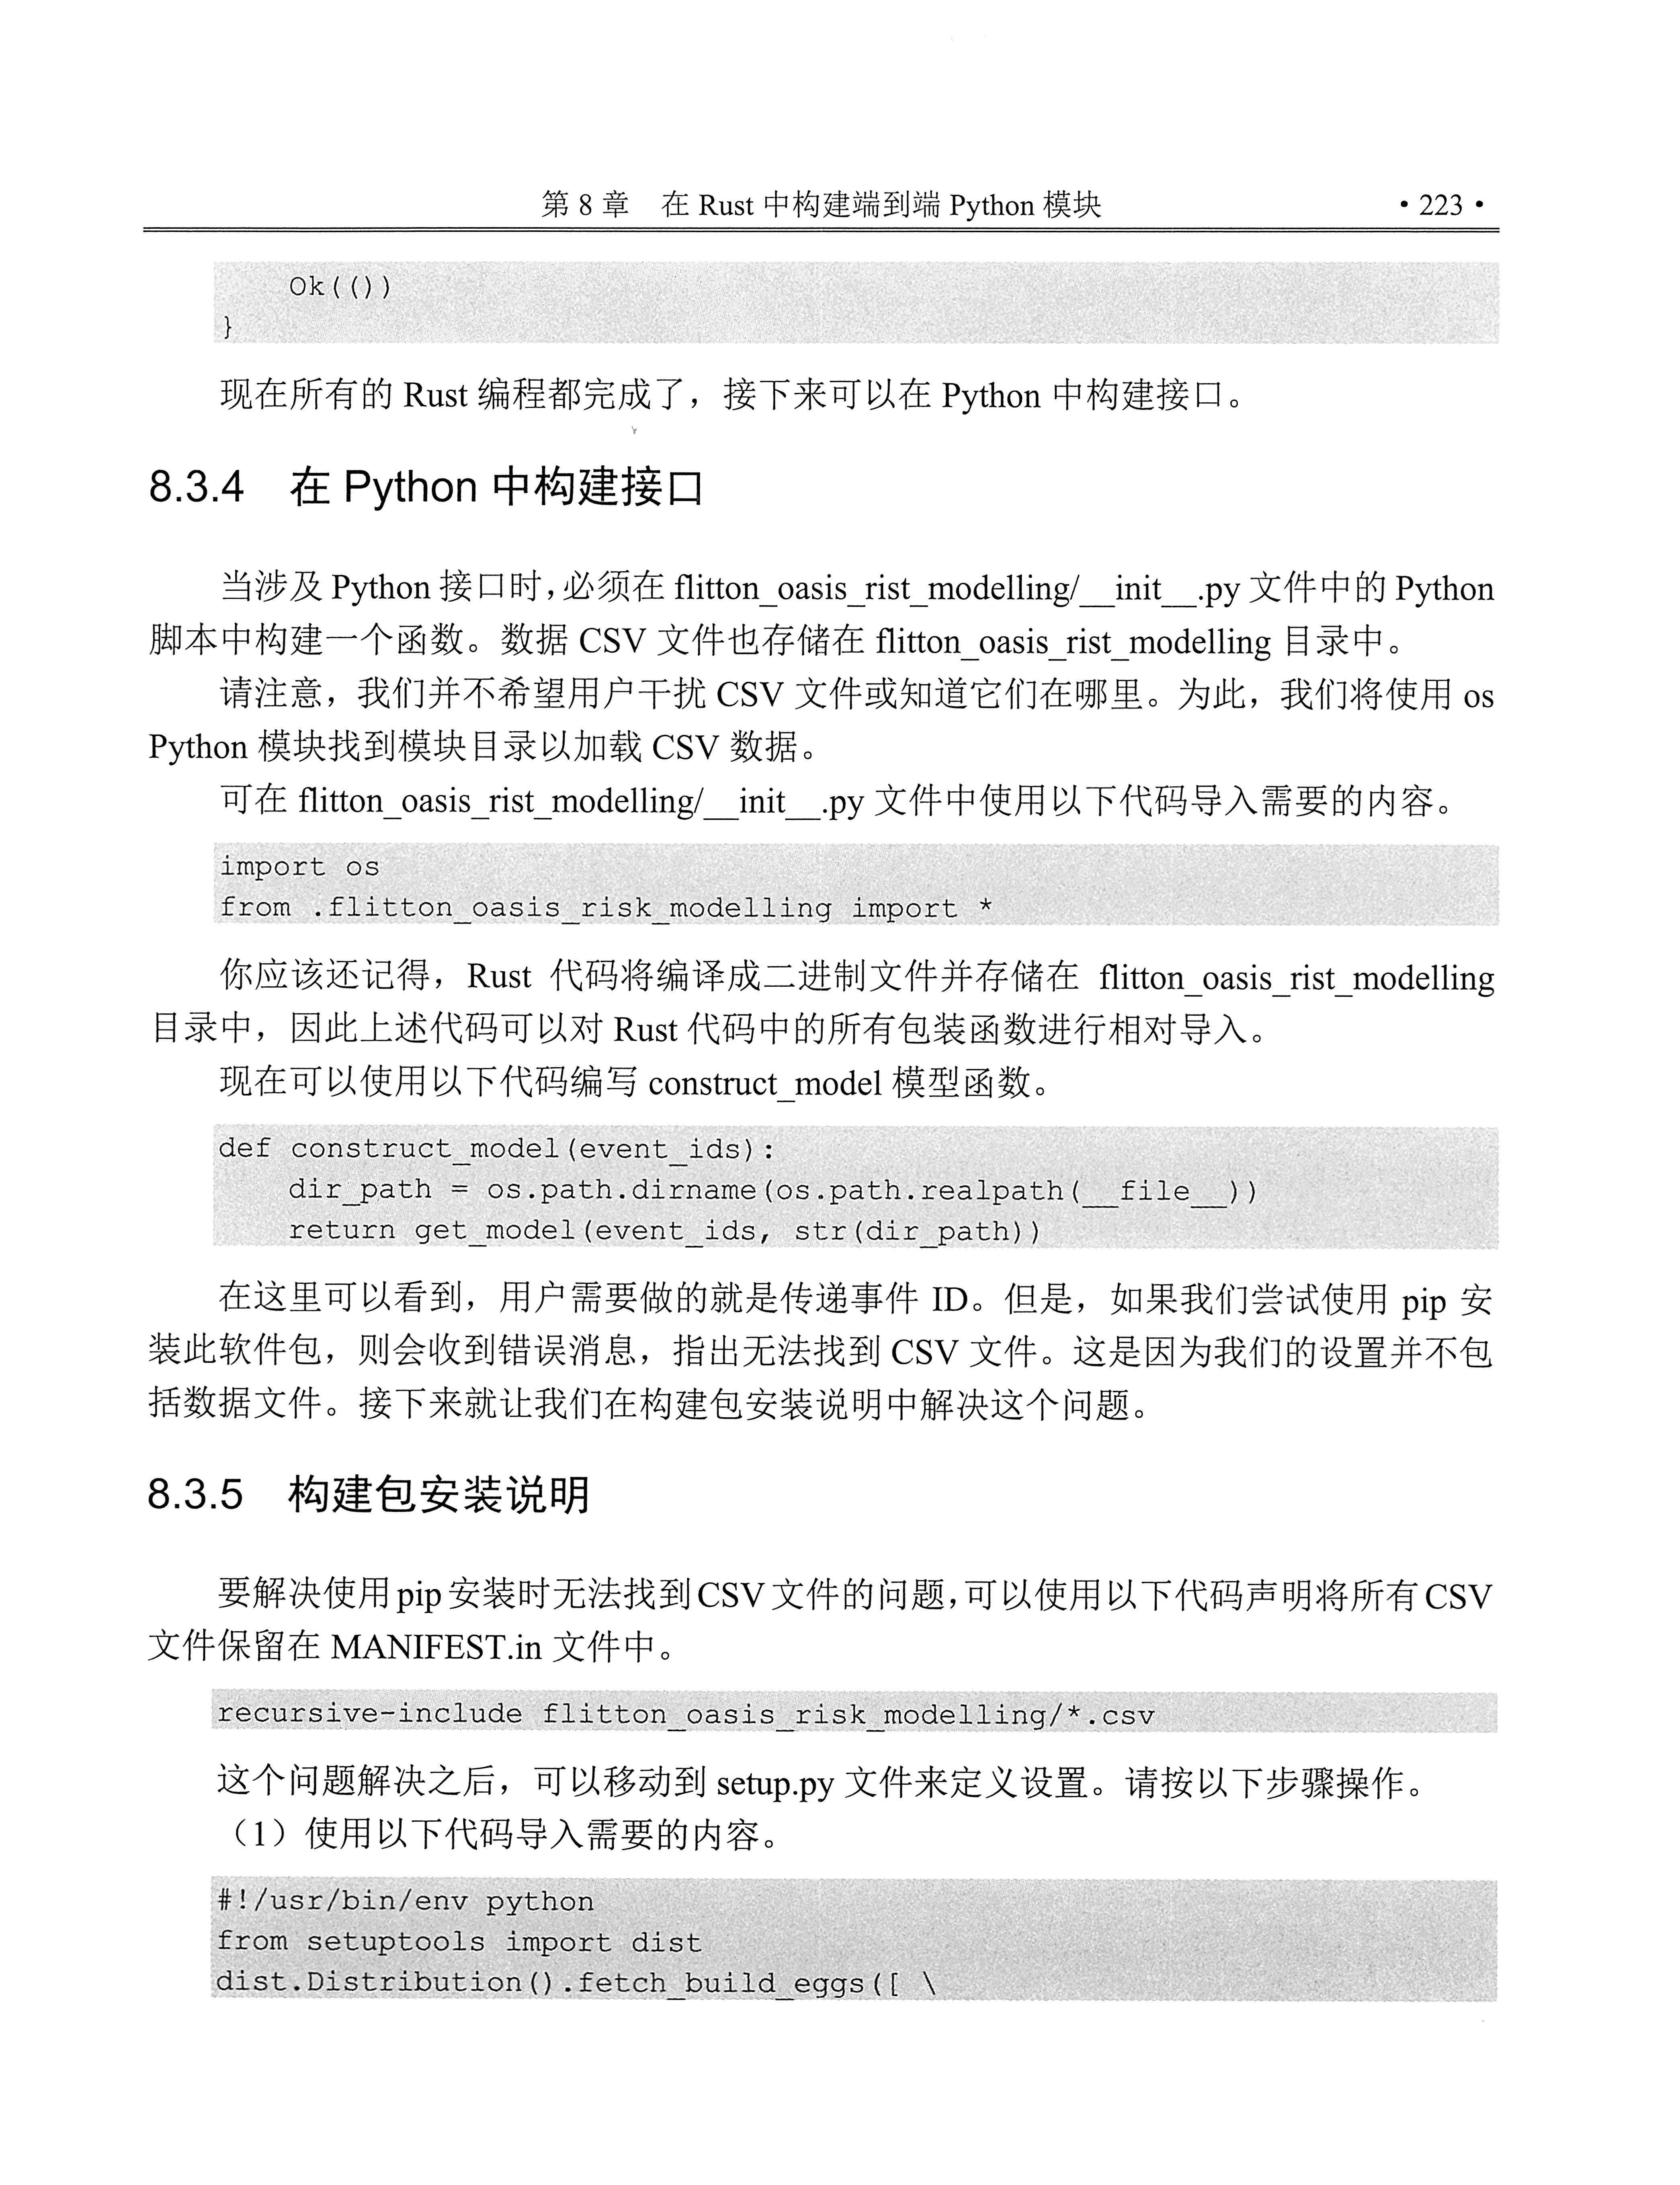 第 8 章　在 Rust 中构建端到端 Python 模块　• 223 •
Ok(())
}
现在所有的 Rust 编程都完成了，接下来可以在 Python 中构建接口。
8.3.4　在 Python 中构建接口
当涉及 Python 接口时，必须在 flitton_oasis_rist_modelling/__init__.py 文件中的 Python
脚本中构建一个函数。数据 CSV 文件也存储在 flitton_oasis_rist_modelling 目录中。
请注意，我们并不希望用户干扰 CSV 文件或知道它们在哪里。为此，我们将使用 os
Python 模块找到模块目录以加载 CSV 数据。
可在 flitton_oasis_rist_modelling/__init__.py 文件中使用以下代码导入需要的内容。
import os
from .flitton_oasis_risk_modelling import *
你应该还记得，Rust 代码将编译成二进制文件并存储在 flitton_oasis_rist_modelling
目录中，因此上述代码可以对 Rust 代码中的所有包装函数进行相对导入。
现在可以使用以下代码编写 construct_model 模型函数。
def construct_model(event_ids):
    dir_path = os.path.dirname(os.path.realpath(__file__))
    return get_model(event_ids, str(dir_path))
在这里可以看到，用户需要做的就是传递事件 ID。但是，如果我们尝试使用 pip 安
装此软件包，则会收到错误消息，指出无法找到 CSV 文件。这是因为我们的设置并不包
括数据文件。接下来就让我们在构建包安装说明中解决这个问题。
8.3.5　构建包安装说明
要解决使用 pip 安装时无法找到 CSV 文件的问题，可以使用以下代码声明将所有 CSV
文件保留在 MANIFEST.in 文件中。
recursive-include flitton_oasis_risk_modelling/*.csv
这个问题解决之后，可以移动到 setup.py 文件来定义设置。请按以下步骤操作。
（1）使用以下代码导入需要的内容。
#!/usr/bin/env python
from setuptools import dist
dist.Distribution().fetch_build_eggs([ \